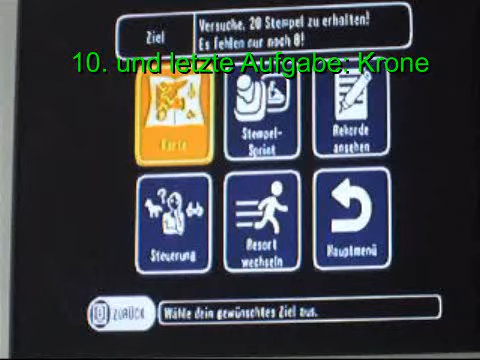 Ziel
Versuche, 20 Stempel zu erhalten!
Es fehlen nur noch 8!
10. und letzte Aufgabe: Krone
Karte
Stempel-
Sprint
Rekorde
ansehen
Steuerung
Resort
wechseln
Hauptmenü
ZURÜCK
Wähle dein gewünschtes Ziel aus.